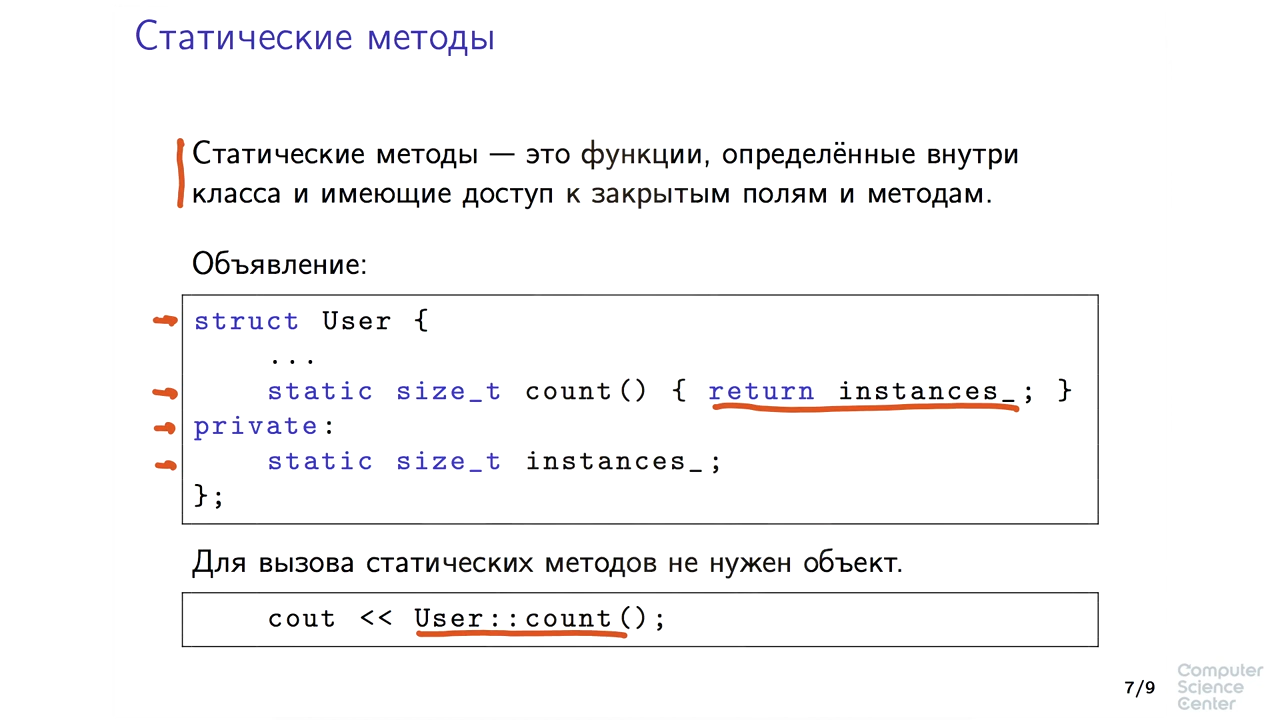 Статические методы
Статические методы — это функции, определённые внутри
класса и имеющие доступ к закрытым полям и методам.
Объявление:
struct User {
...
static size_t count() { return instances_; }
private:
static size_t instances_;
};
Для вызова статических методов не нужен объект.
cout << User::count();
7/9
Computer
Science
Center